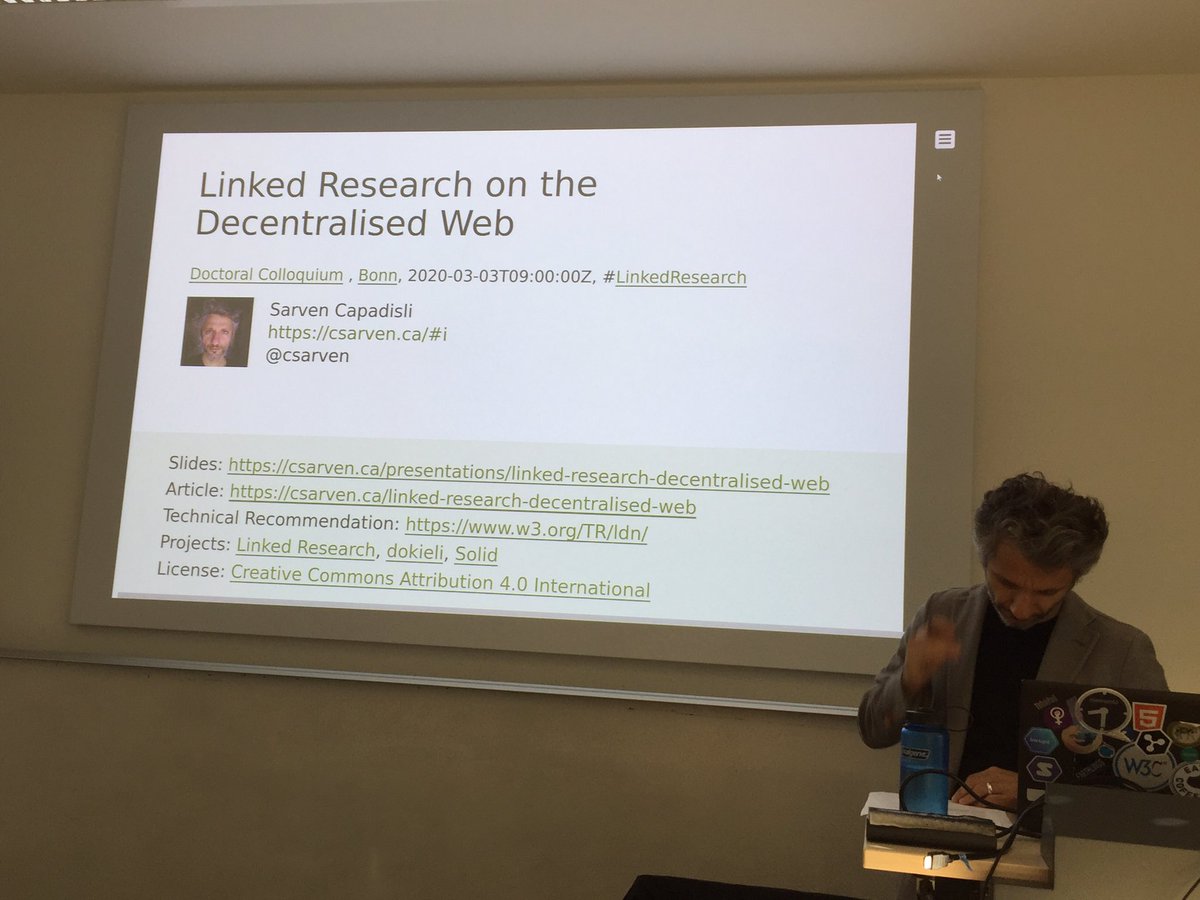 Linked Research on the
Decentralised Web
Doctoral Colloquium , Bonn, 2020-03-03T09:00:00Z, #LinkedResearch
Sarven Capadisli
https://csarven.ca/#i
@csarven
Slides: https://csarven.ca/presentations/linked-research-decentralised-web
Article: https://csarven.ca/linked-research-decentralised-web
Technical Recommendation: https://www.w3.org/TR/ldn/
Projects: Linked Research, dokieli, Solid
License: Creative Commons Attribution 4.0 International
5
W3C